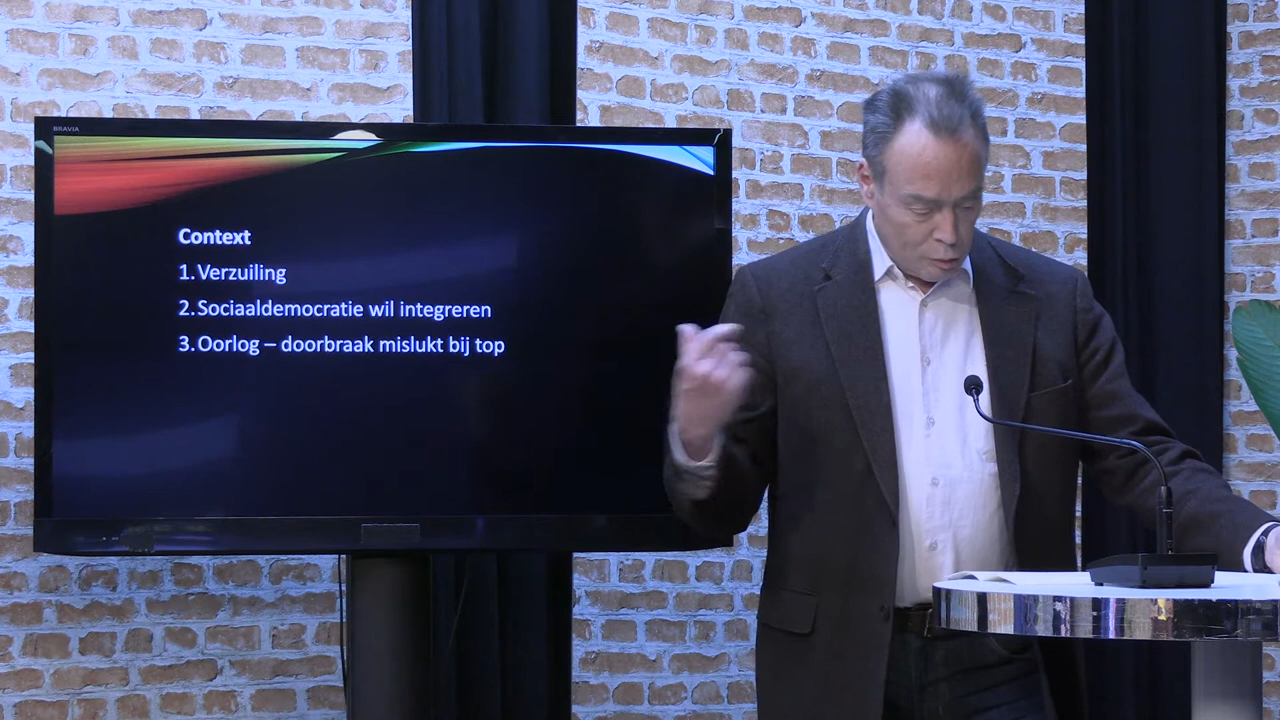 BRAVIA
Context
1. Verzuiling
2. Sociaaldemocratie wil integreren
3. Oorlog – doorbraak mislukt bij top